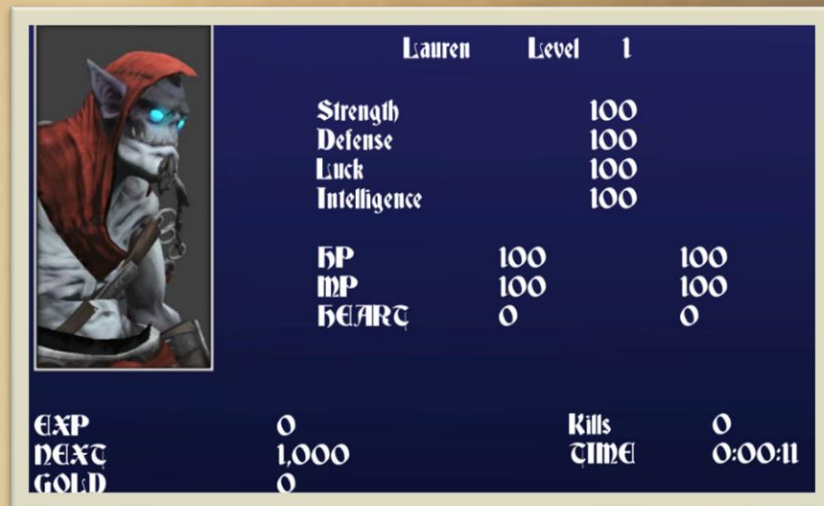 Lauren Level 1
Strength 100
Defense 100
Luck 100
Intelligence 100
HP 100 100
MP 100 100
HEART 0 0
EXP 0 Kills 0
NEXT 1,000 TIME 0:00:11
GOLD 0